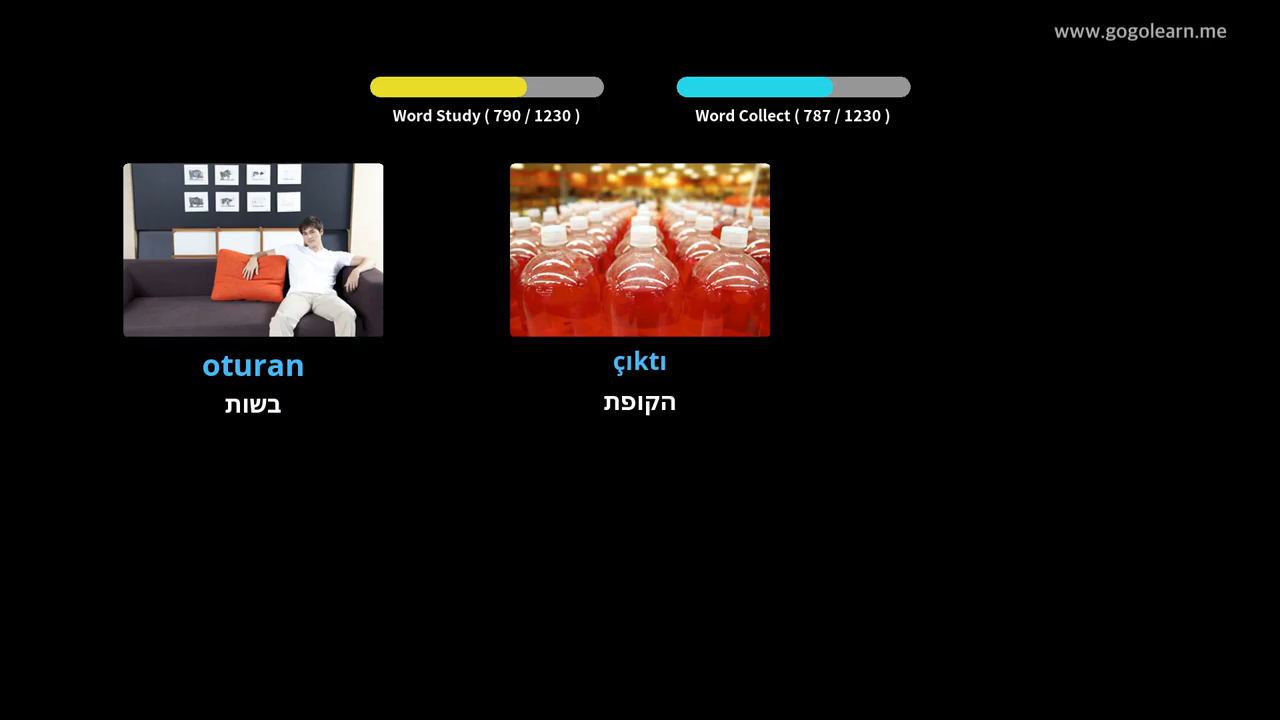 www.gogolearn.me
Word Study ( 790 / 1230 )
Word Collect ( 787 / 1230 )
oturan
בשות
çıktı
הקופת